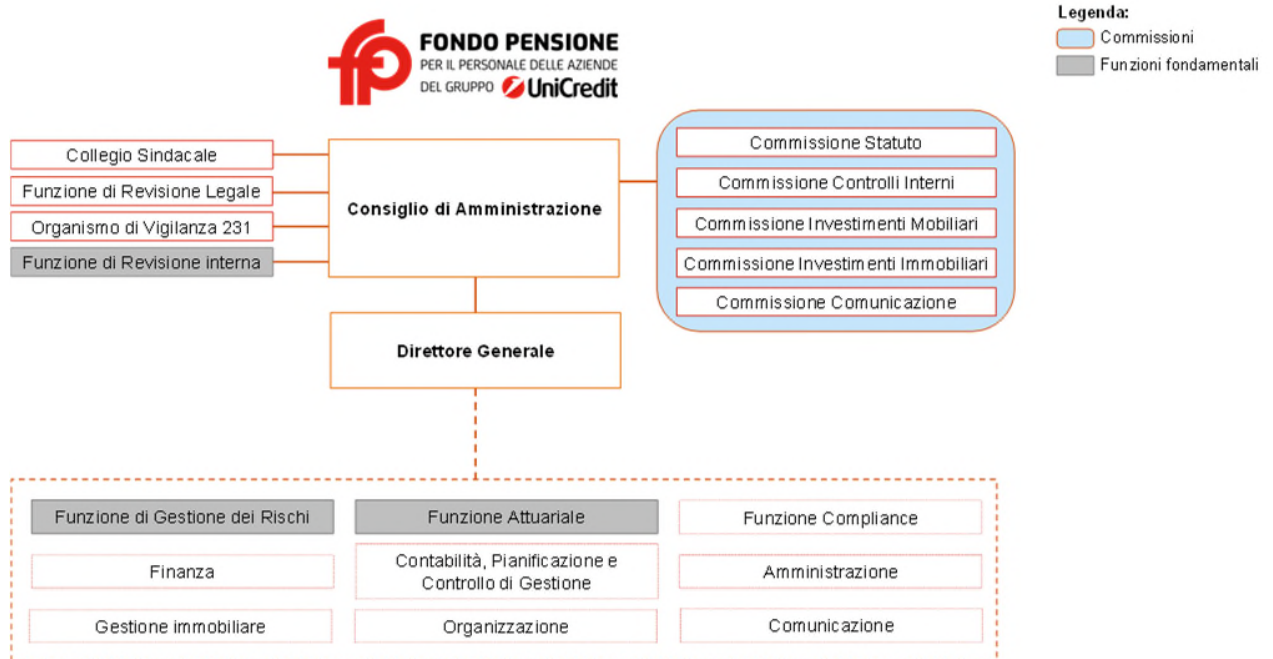 Legenda:
Commissioni
Funzioni fondamentali
ffp
FONDO PENSIONE
PER IL PERSONALE DELLE AZIENDE
DEL GRUPPO UniCredit
Collegio Sindacale
Funzione di Revisione Legale
Organismo di Vigilanza 231
Funzione di Revisione interna
Consiglio di Amministrazione
Commissione Statuto
Commissione Controlli Interni
Commissione Investimenti Mobiliari
Commissione Investimenti Immobiliari
Commissione Comunicazione
Direttore Generale
Funzione di Gestione dei Rischi
Funzione Attuariale
Funzione Compliance
Finanza
Contabilità, Pianificazione e
Controllo di Gestione
Amministrazione
Gestione immobiliare
Organizzazione
Comunicazione